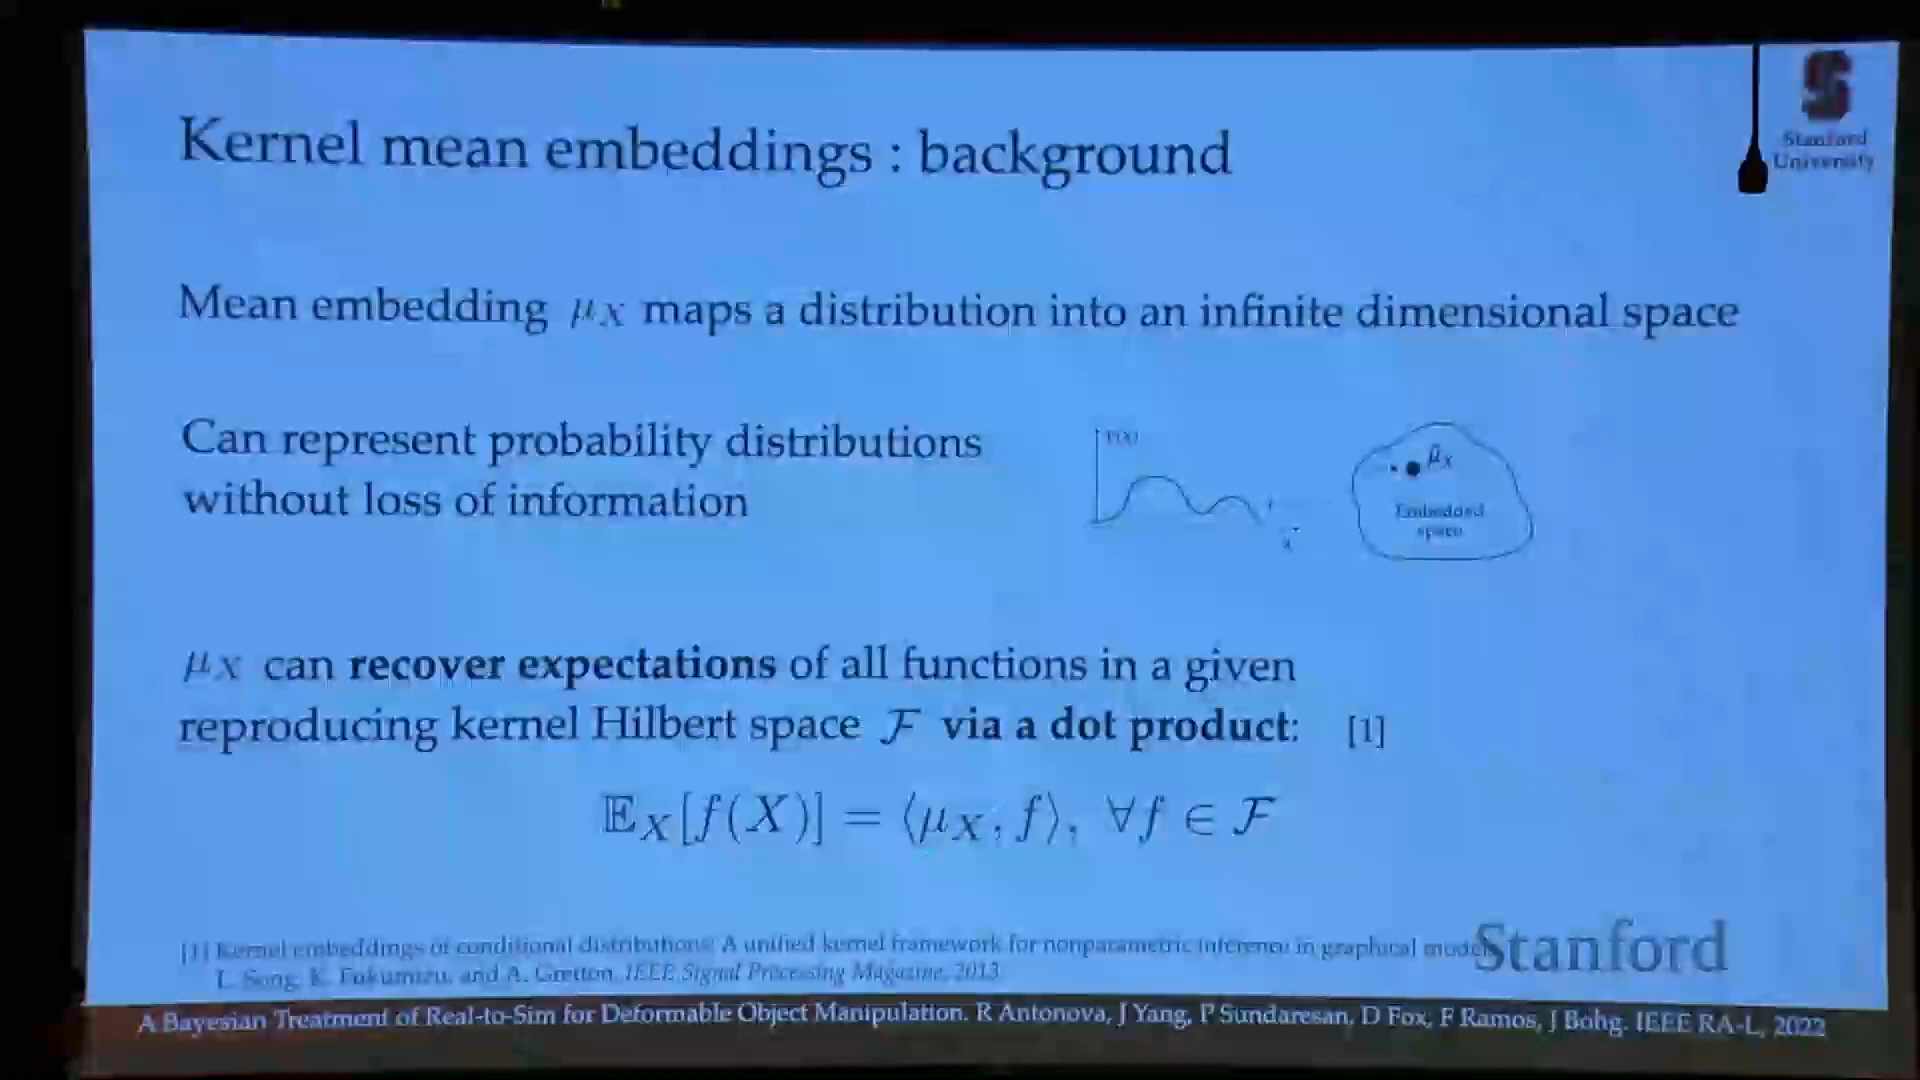 Stanford
University
Kernel mean embeddings : background
Mean embedding μX maps a distribution into an infinite dimensional space
Can represent probability distributions
without loss of information
P(X)
X
μ̂X
Embedded
space
μX can recover expectations of all functions in a given
reproducing kernel Hilbert space ℱ via a dot product: [1]
𝔼X[f(X)] = ⟨μX, f⟩, ∀f ∈ ℱ
[1] Kernel embeddings of conditional distributions: A unified kernel framework for nonparametric inference in graphical
L. Song, K. Fukumizu, and A. Gretton. IEEE Signal Processing Magazine, 2013
Stanford
A Bayesian Treatment of Real-to-Sim for Deformable Object Manipulation. R Antonova, J Yang, P Sundaresan, D Fox, F Ramos, J Bohg. IEEE RA-L, 2022